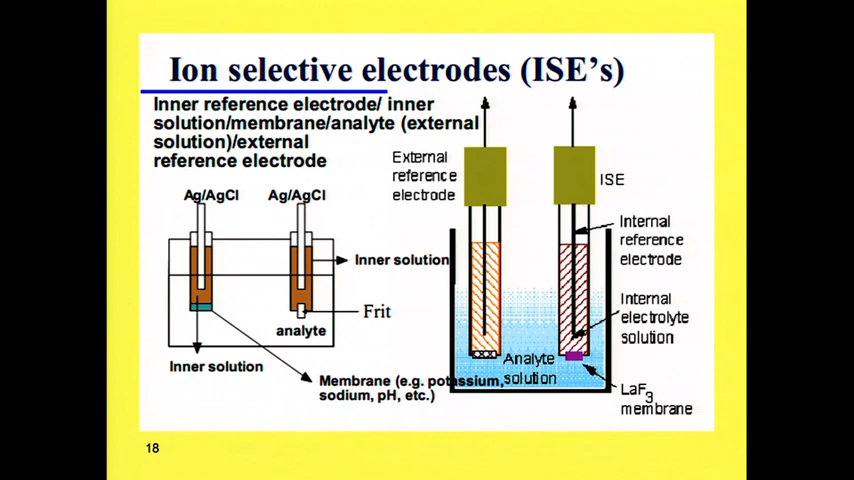 Ion selective electrodes (ISE's)
Inner reference electrode/ inner
solution/membrane/analyte (external
solution)/external
reference electrode
Ag/AgCl
Ag/AgCl
Inner solution
Frit
analyte
Inner solution
Membrane (e.g. potassium,
sodium, pH, etc.)
External
reference
electrode
ISE
Internal
reference
electrode
Internal
electrolyte
solution
Analyte
solution
LaF3
membrane
18